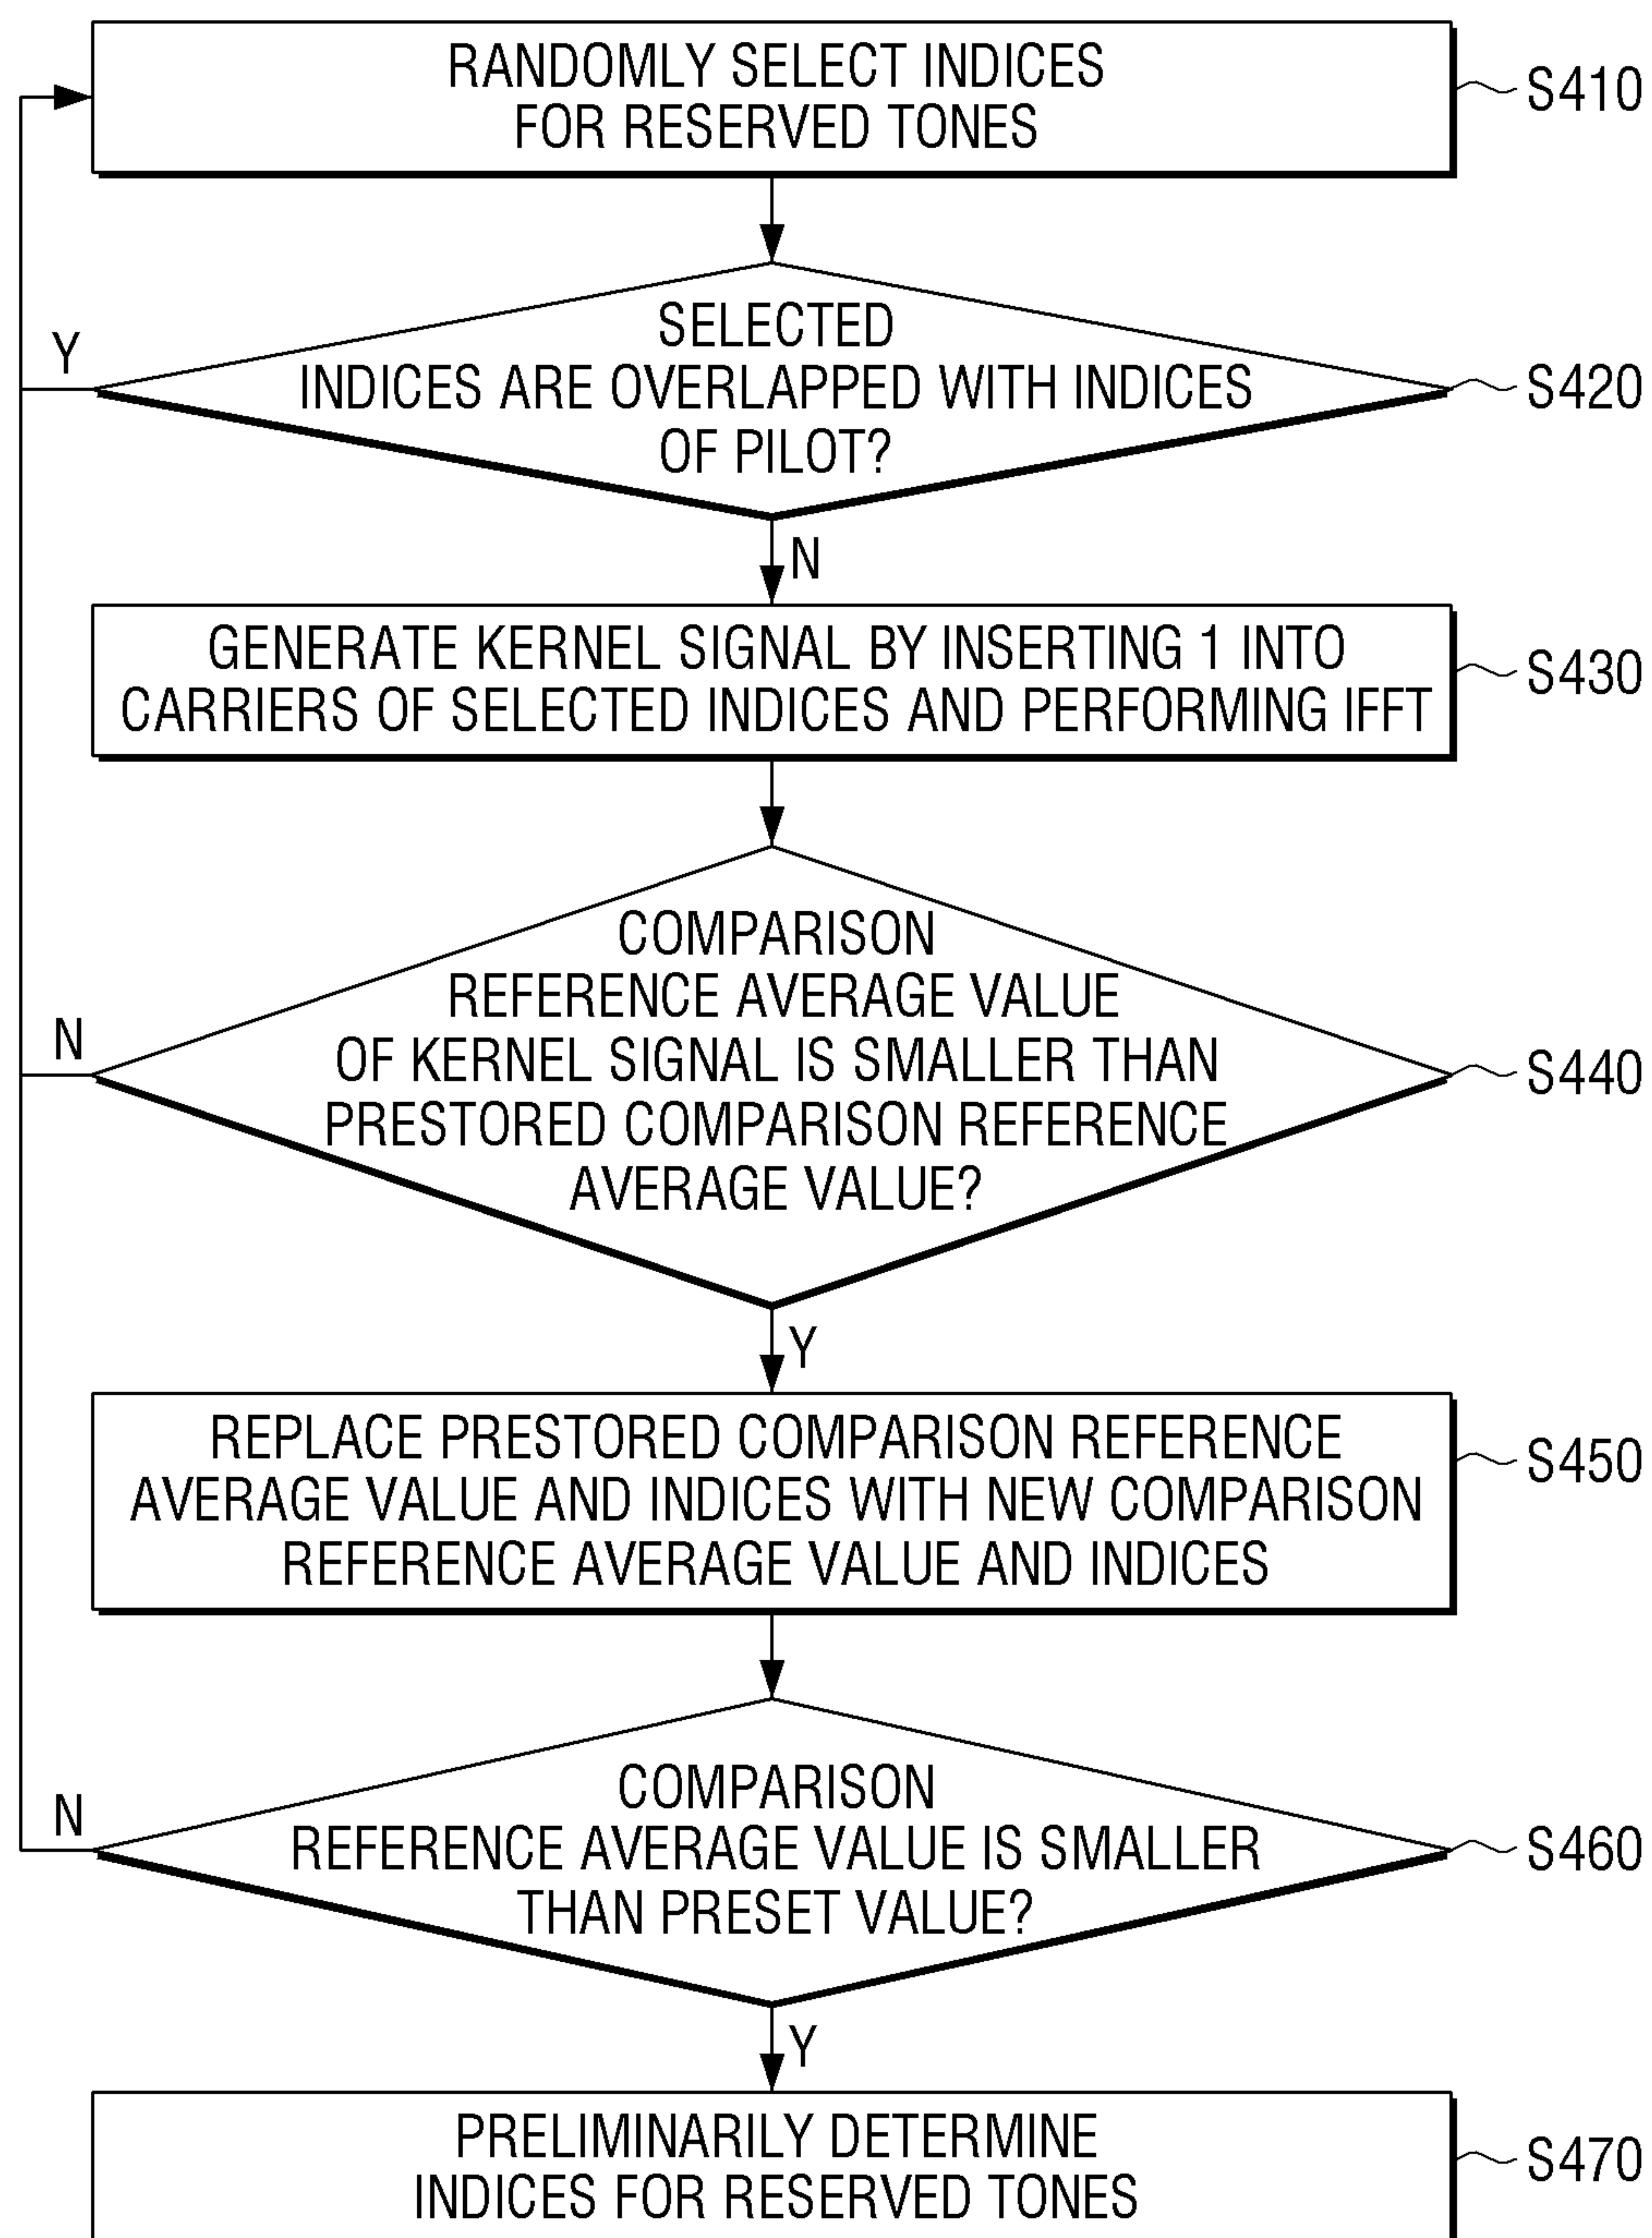 RANDOMLY SELECT INDICES
FOR RESERVED TONES
S410
SELECTED
INDICES ARE OVERLAPPED WITH INDICES
OF PILOT?
S420
Y
N
GENERATE KERNEL SIGNAL BY INSERTING 1 INTO
CARRIERS OF SELECTED INDICES AND PERFORMING IFFT
S430
COMPARISON
REFERENCE AVERAGE VALUE
OF KERNEL SIGNAL IS SMALLER THAN
PRESTORED COMPARISON REFERENCE
AVERAGE VALUE?
S440
N
Y
REPLACE PRESTORED COMPARISON REFERENCE
AVERAGE VALUE AND INDICES WITH NEW COMPARISON
REFERENCE AVERAGE VALUE AND INDICES
S450
COMPARISON
REFERENCE AVERAGE VALUE IS SMALLER
THAN PRESET VALUE?
S460
N
Y
PRELIMINARILY DETERMINE
INDICES FOR RESERVED TONES
S470